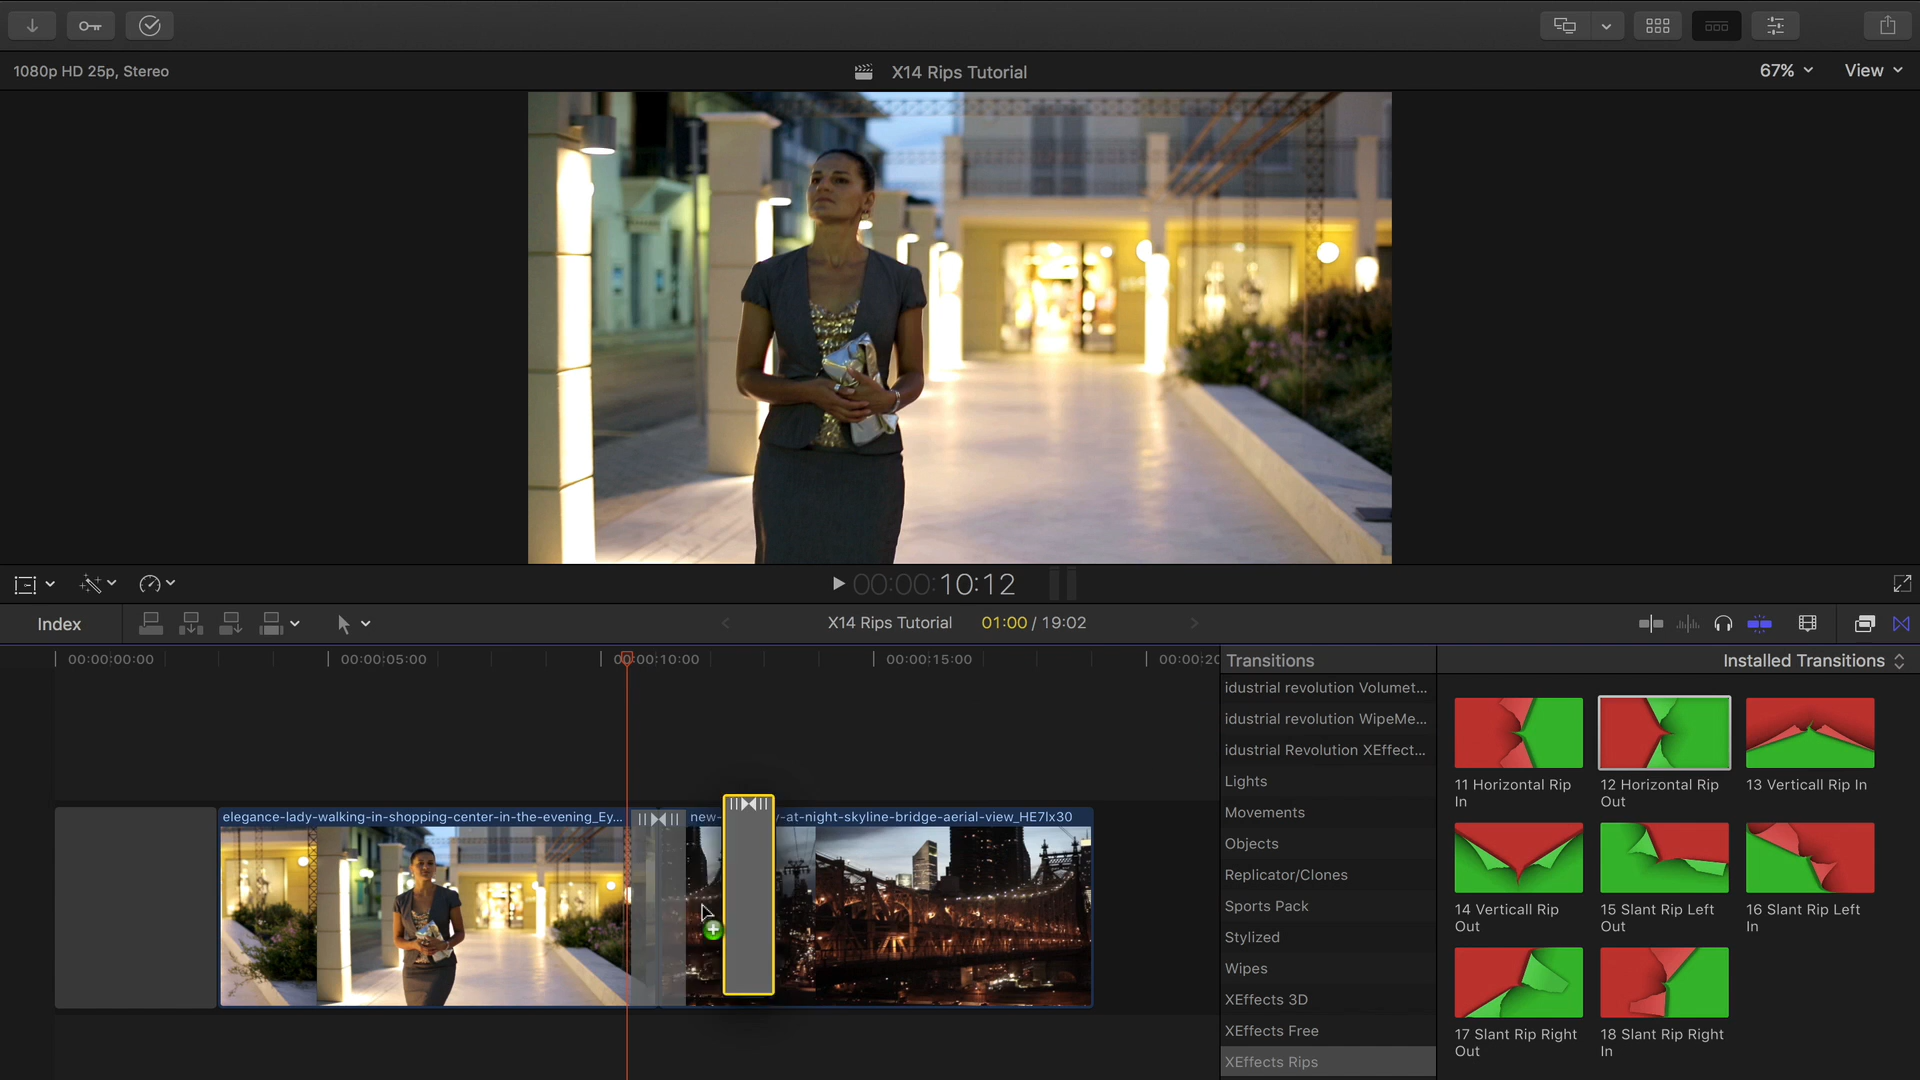 1080p HD 25p, Stereo
X14 Rips Tutorial
67%
View
00:00:10:12
Index
X14 Rips Tutorial
01:00 / 19:02
00:00:00:00
00:00:05:00
00:00:10:00
00:00:15:00
00:00:20
Transitions
Installed Transitions
idustrial revolution Volumet...
idustrial revolution WipeMe...
idustrial Revolution XEffect...
Lights
Movements
Objects
Replicator/Clones
Sports Pack
Stylized
Wipes
XEffects 3D
XEffects Free
XEffects Rips
11 Horizontal Rip
In
12 Horizontal Rip
Out
13 Verticall Rip In
14 Verticall Rip
Out
15 Slant Rip Left
Out
16 Slant Rip Left
In
17 Slant Rip Right
Out
18 Slant Rip Right
In
elegance-lady-walking-in-shopping-center-in-the-evening_Ey...
new-
y-at-night-skyline-bridge-aerial-view_HE7lx30